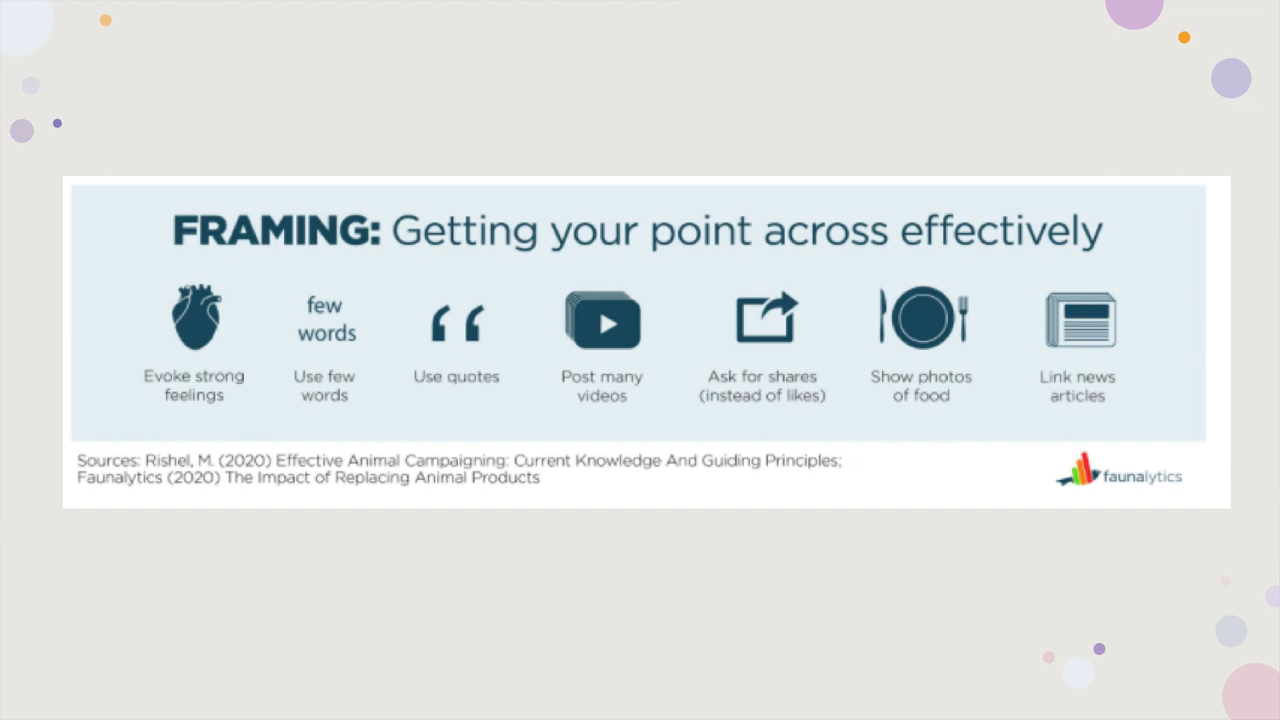 FRAMING: Getting your point across effectively
few
words
Evoke strong
feelings
Use few
words
Use quotes
Post many
videos
Ask for shares
(instead of likes)
Show photos
of food
Link news
articles
Sources: Rishel, M. (2020) Effective Animal Campaigning: Current Knowledge And Guiding Principles;
Faunalytics (2020) The Impact of Replacing Animal Products
faunalytics